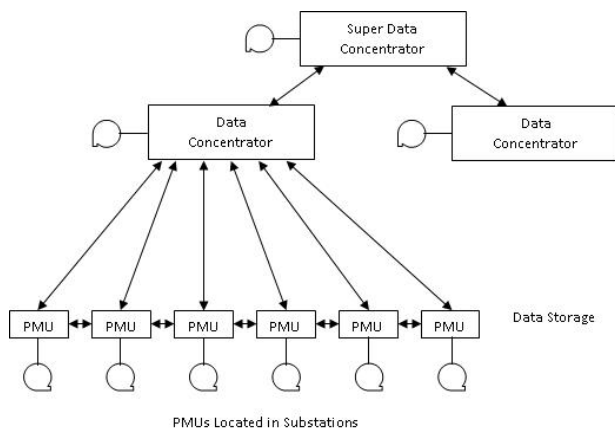 Super Data
Concentrator
Data
Concentrator
Data
Concentrator
PMU
PMU
PMU
PMU
PMU
PMU
Data Storage
PMUs Located in Substations